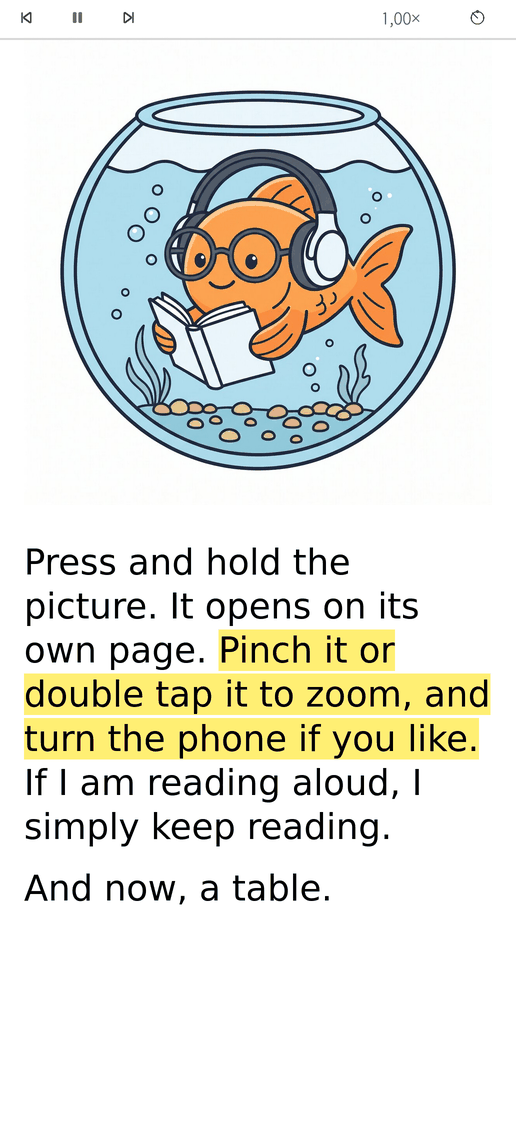 1,00×
Press and hold the
picture. It opens on its
own page. Pinch it or
double tap it to zoom, and
turn the phone if you like.
If I am reading aloud, I
simply keep reading.
And now, a table.